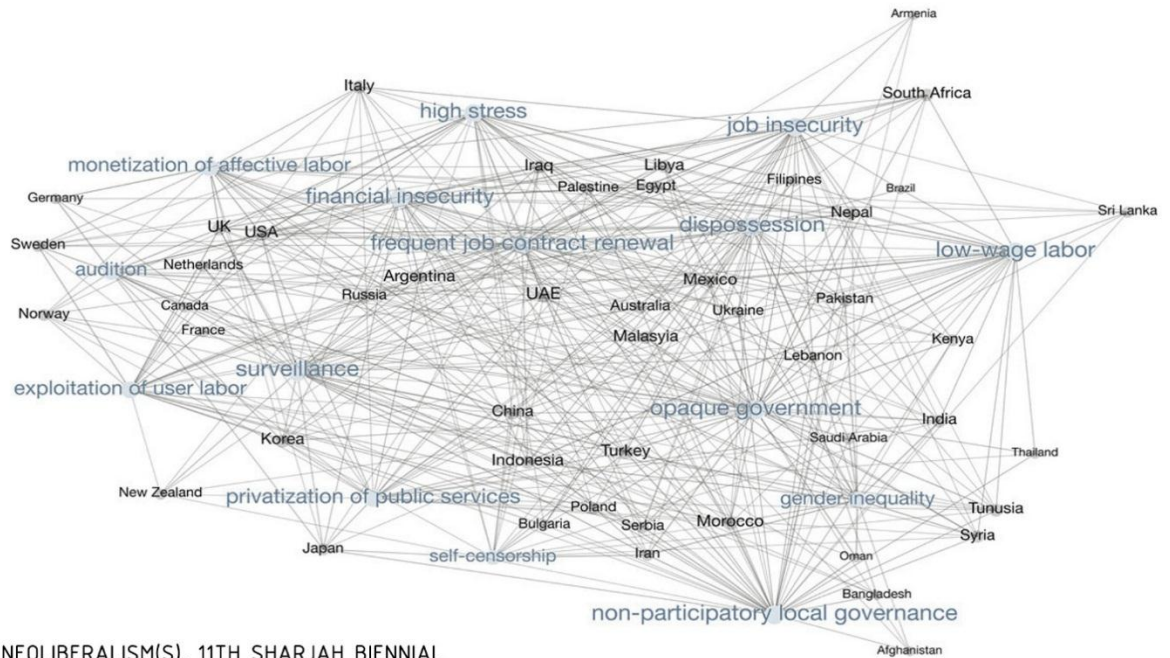 Armenia
Italy
South Africa
high stress
job insecurity
monetization of affective labor
Iraq
Libya
Palestine
Egypt
Filipines
Brazil
Germany
financial insecurity
Nepal
Sri Lanka
UK
USA
dispossession
Sweden
frequent job contract renewal
low-wage labor
audition
Netherlands
Argentina
Mexico
Russia
UAE
Canada
Australia
Ukraine
Pakistan
Norway
France
Malasyia
Kenya
Lebanon
surveillance
exploitation of user labor
China
opaque government
India
Korea
Saudi Arabia
Indonesia
Turkey
Thailand
New Zealand
privatization of public services
gender inequality
Poland
Tunusia
Bulgaria
Serbia
Morocco
Syria
Japan
self-censorship
Iran
Oman
Bangladesh
non-participatory local governance
Afghanistan
NEOLIBERALISM(S), 11TH SHARJAH BIENNIAL